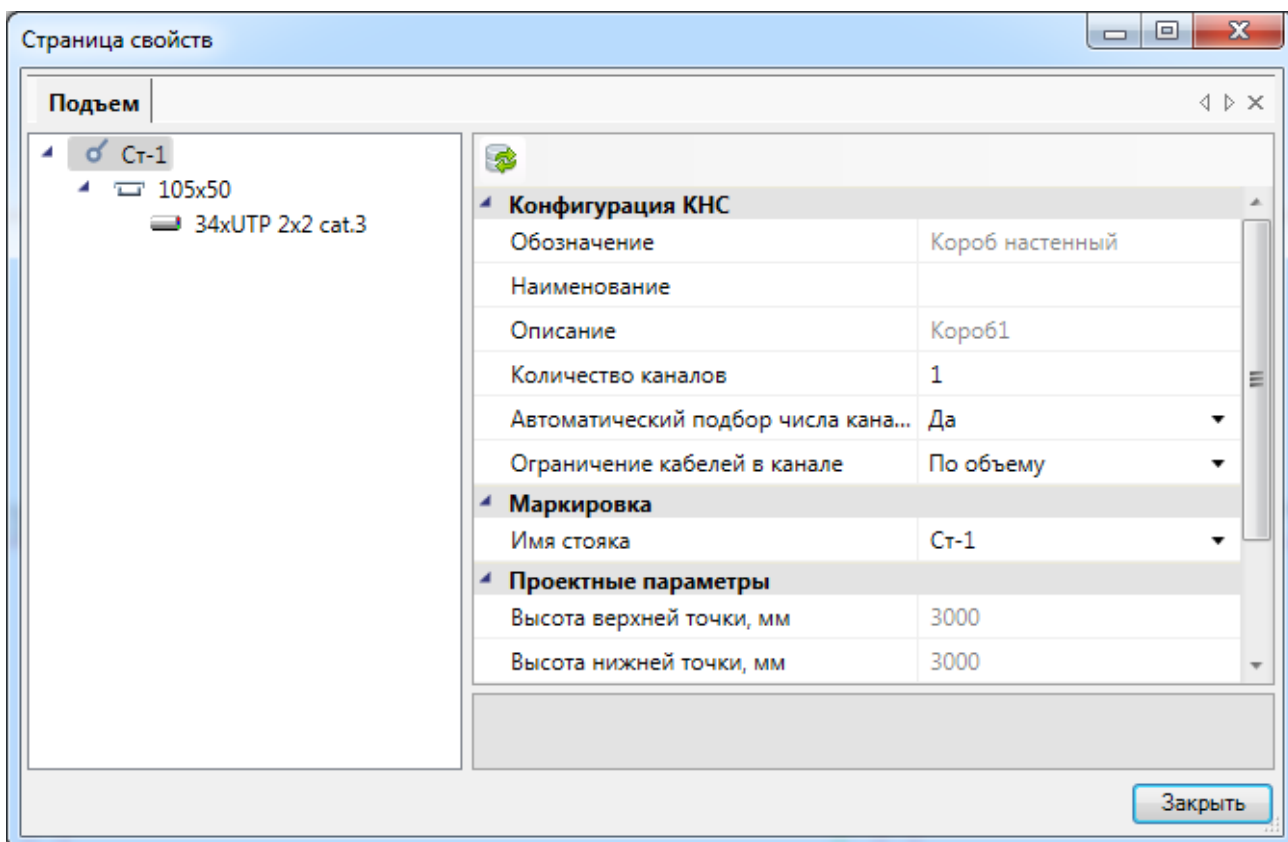 Страница свойств
Подъем
Ст-1
105x50
34xUTP 2x2 cat.3
Конфигурация КНС
Обозначение Короб настенный
Наименование
Описание Короб1
Количество каналов 1
Автоматический подбор числа кана... Да
Ограничение кабелей в канале По объему
Маркировка
Имя стояка Ст-1
Проектные параметры
Высота верхней точки, мм 3000
Высота нижней точки, мм 3000
Закрыть